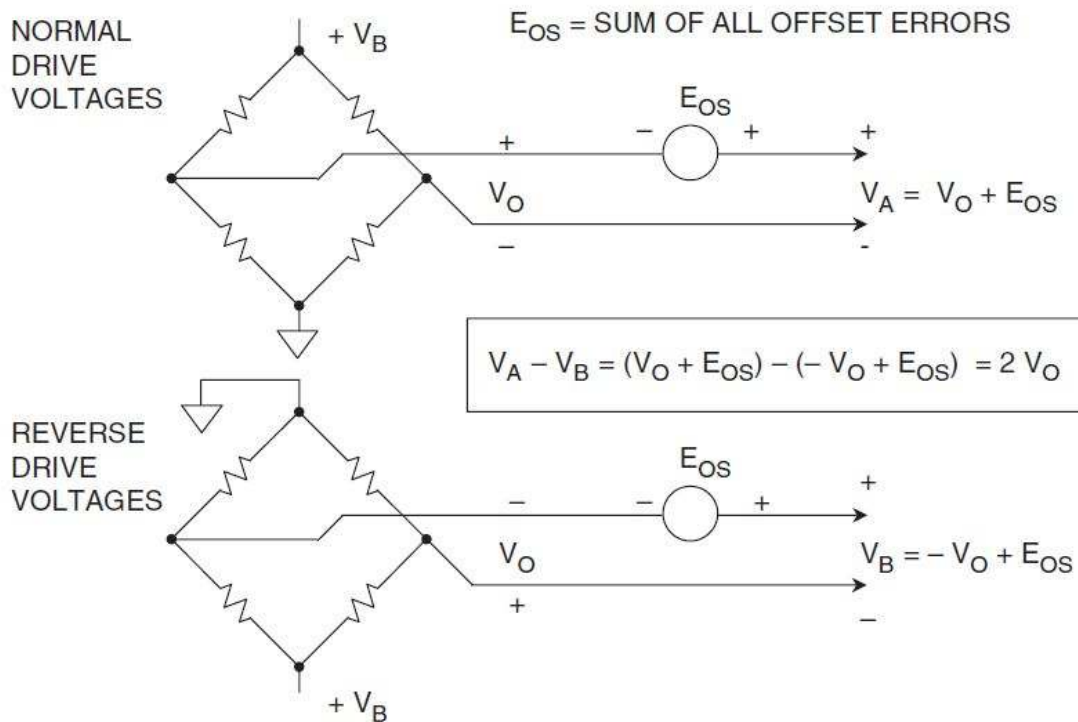 NORMAL
DRIVE
VOLTAGES
+ V_B
E_OS = SUM OF ALL OFFSET ERRORS
E_OS
– +
+
+
V_O
V_A = V_O + E_OS
–
-
V_A – V_B = (V_O + E_OS) – (– V_O + E_OS) = 2 V_O
REVERSE
DRIVE
VOLTAGES
E_OS
– +
–
+
V_O
V_B = – V_O + E_OS
+
–
+ V_B